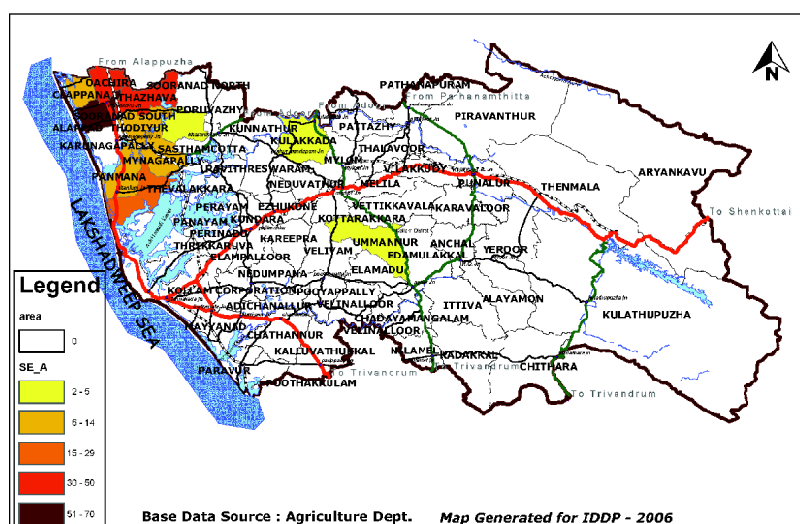 From Alappuzha
OACHIRA
CLAPPANA
THAZHAVA
SOORANAD NORTH
SOORANAD SOUTH
PORUVAZHY
ALAPPAD
THODIYUR
KARUNAGAPALLY
SASTHAMCOTTA
MYNAGAPALLY
PANMANA
THEVALAKKARA
KUNNATHUR
KULAKKADA
PAVITHRESWARAM
NEDUVATHUR
MYLOM
PATTAZHY
PATHANAPURAM
From Pathanamthitta
PIRAVANTHUR
THALAVOOR
MELILA
PUNALUR
THENMALA
ARYANKAVU
To Shenkottai
PERAYAM
EZHUKONE
PANAYAM
KUNDARA
PERINADU
KAREEPRA
THRIKKARUVA
ELAMPALLOOR
VELIYAM
KOTTARAKKARA
VETTIKKAVALA
KARAVALOOR
UMMANNUR
ANCHAL
EDAMULAKKAL
YEROOR
ELAMADU
NEDUMPANA
KOLLAM CORPORATION
POOYAPPALLY
ADICHANALLUR
VELINALLOOR
ITTIVA
ALAYAMON
KULATHUPUZHA
CHADAYAMANGALAM
VELINALLOOR
MAYYANAD
CHATHANNUR
KALLUVATHUKKAL
NILAMEL
KADAKKAL
CHITHARA
PARAVUR
POOTHAKKULAM
To Trivandrum
Trivandrum
To Trivandrum
LAKSHADWEEP SEA
N
Legend
area
0
SE_A
2 - 5
6 - 14
15 - 29
30 - 50
51 - 70
Base Data Source : Agriculture Dept.
Map Generated for IDDP - 2006